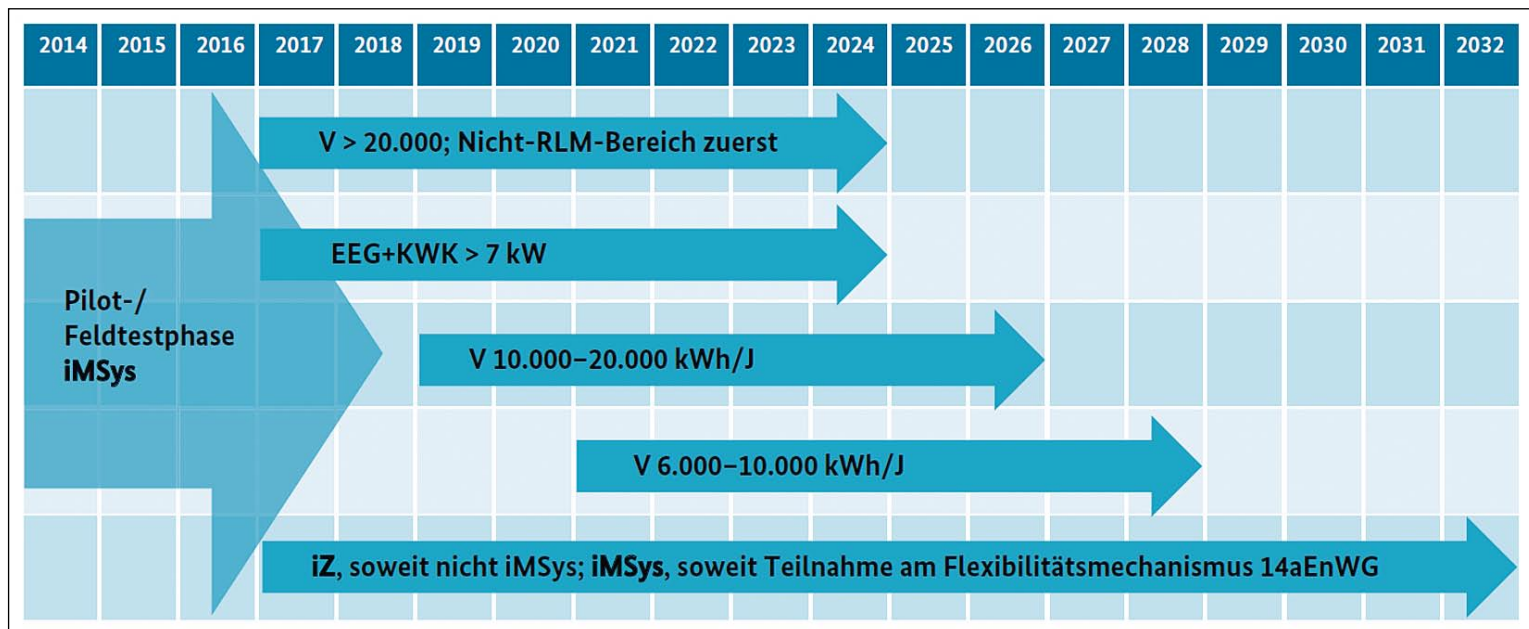 2014 2015 2016 2017 2018 2019 2020 2021 2022 2023 2024 2025 2026 2027 2028 2029 2030 2031 2032
V > 20.000; Nicht-RLM-Bereich zuerst
EEG+KWK > 7 kW
Pilot-/
Feldtestphase
iMSys
V 10.000–20.000 kWh/J
V 6.000–10.000 kWh/J
iZ, soweit nicht iMSys; iMSys, soweit Teilnahme am Flexibilitätsmechanismus 14aEnWG